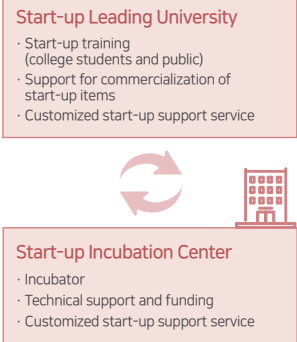 Start-up Leading University
· Start-up training
(college students and public)
· Support for commercialization of
start-up items
· Customized start-up support service
Start-up Incubation Center
· Incubator
· Technical support and funding
· Customized start-up support service